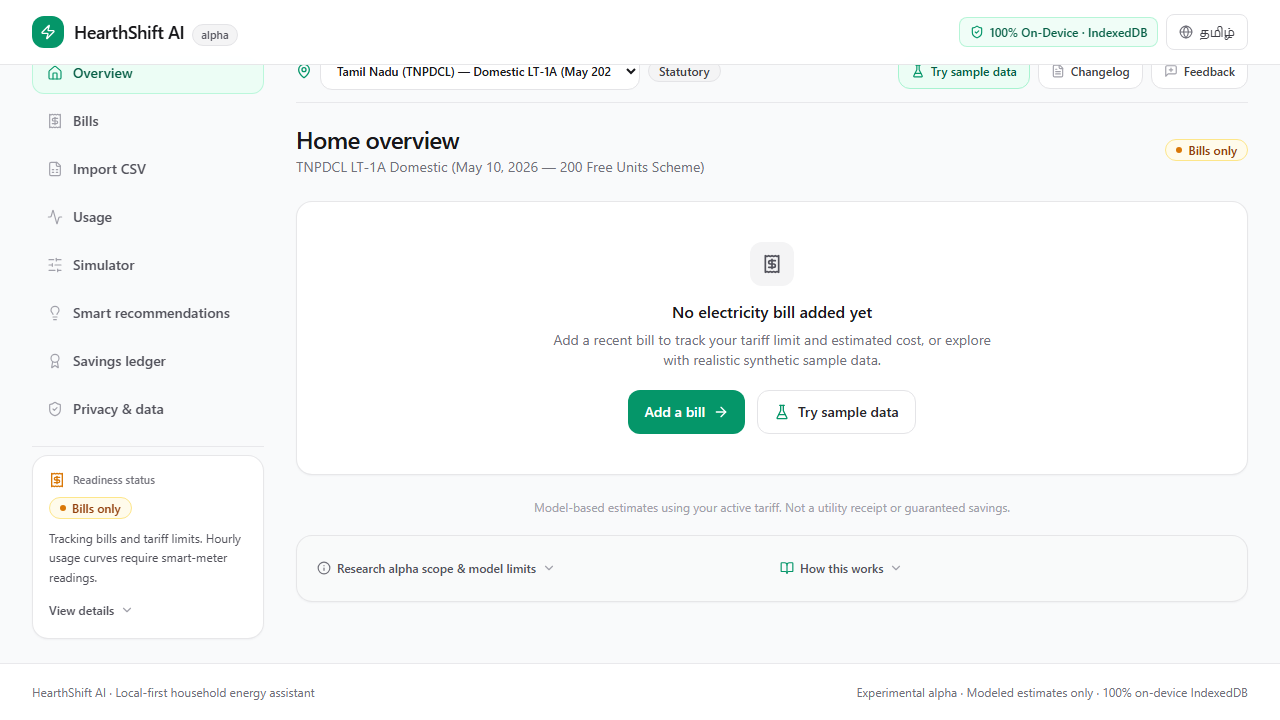 HearthShift AI alpha
100% On-Device · IndexedDB
தமிழ்
Overview
Bills
Import CSV
Usage
Simulator
Smart recommendations
Savings ledger
Privacy & data
Readiness status
Bills only
Tracking bills and tariff limits. Hourly
usage curves require smart-meter
readings.
View details
Tamil Nadu (TNPDCL) — Domestic LT-1A (May 202
Statutory
Try sample data
Changelog
Feedback
Home overview
TNPDCL LT-1A Domestic (May 10, 2026 — 200 Free Units Scheme)
Bills only
No electricity bill added yet
Add a recent bill to track your tariff limit and estimated cost, or explore
with realistic synthetic sample data.
Add a bill
Try sample data
Model-based estimates using your active tariff. Not a utility receipt or guaranteed savings.
Research alpha scope & model limits
How this works
HearthShift AI · Local-first household energy assistant
Experimental alpha · Modeled estimates only · 100% on-device IndexedDB